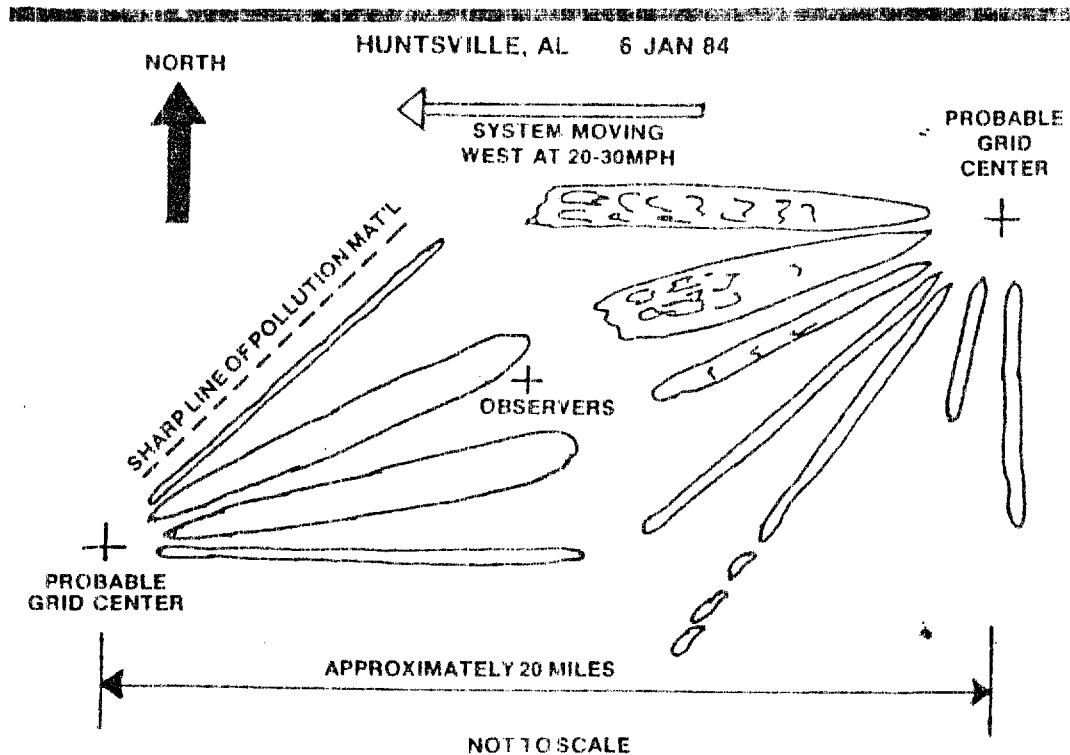 HUNTSVILLE, AL 6 JAN 84
NORTH
SYSTEM MOVING
WEST AT 20-30MPH
PROBABLE
GRID
CENTER
SHARP LINE OF POLLUTION MAT'L
OBSERVERS
PROBABLE
GRID CENTER
APPROXIMATELY 20 MILES
NOT TO SCALE